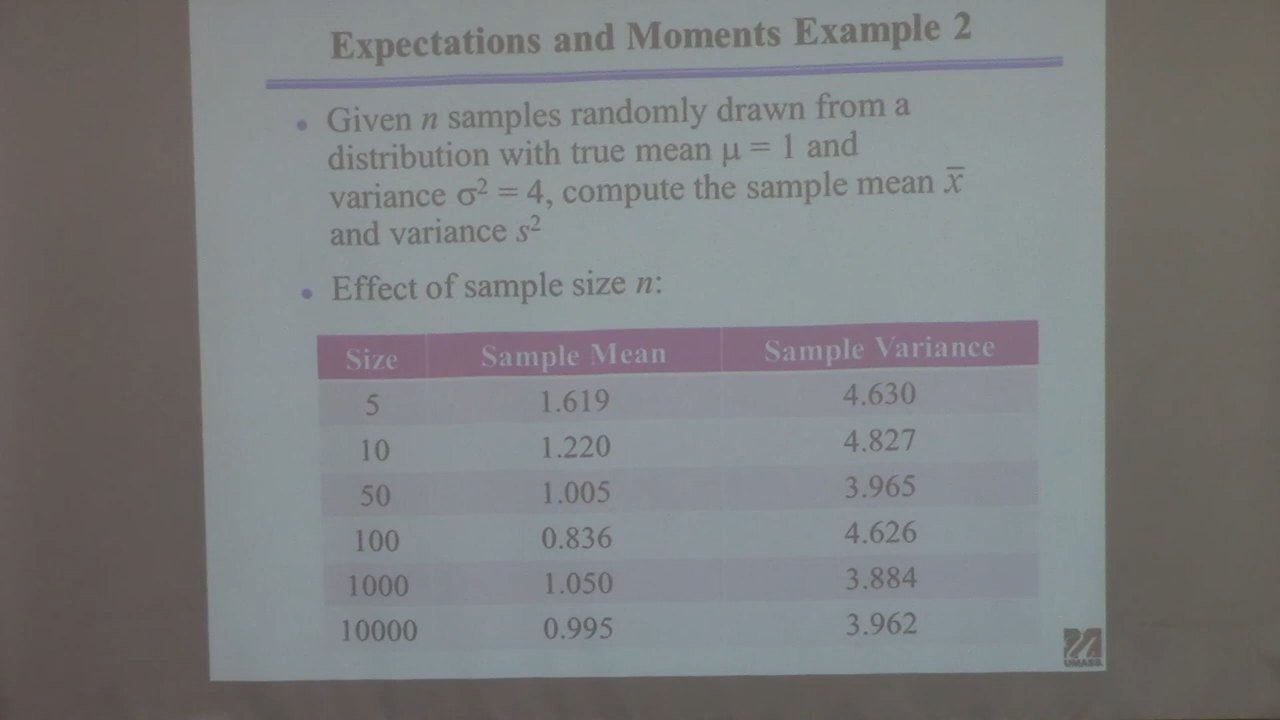 Expectations and Moments Example 2
• Given n samples randomly drawn from a
distribution with true mean μ = 1 and
variance σ² = 4, compute the sample mean x̅
and variance s²
• Effect of sample size n:
Size Sample Mean Sample Variance
5 1.619 4.630
10 1.220 4.827
50 1.005 3.965
100 0.836 4.626
1000 1.050 3.884
10000 0.995 3.962
UMASS